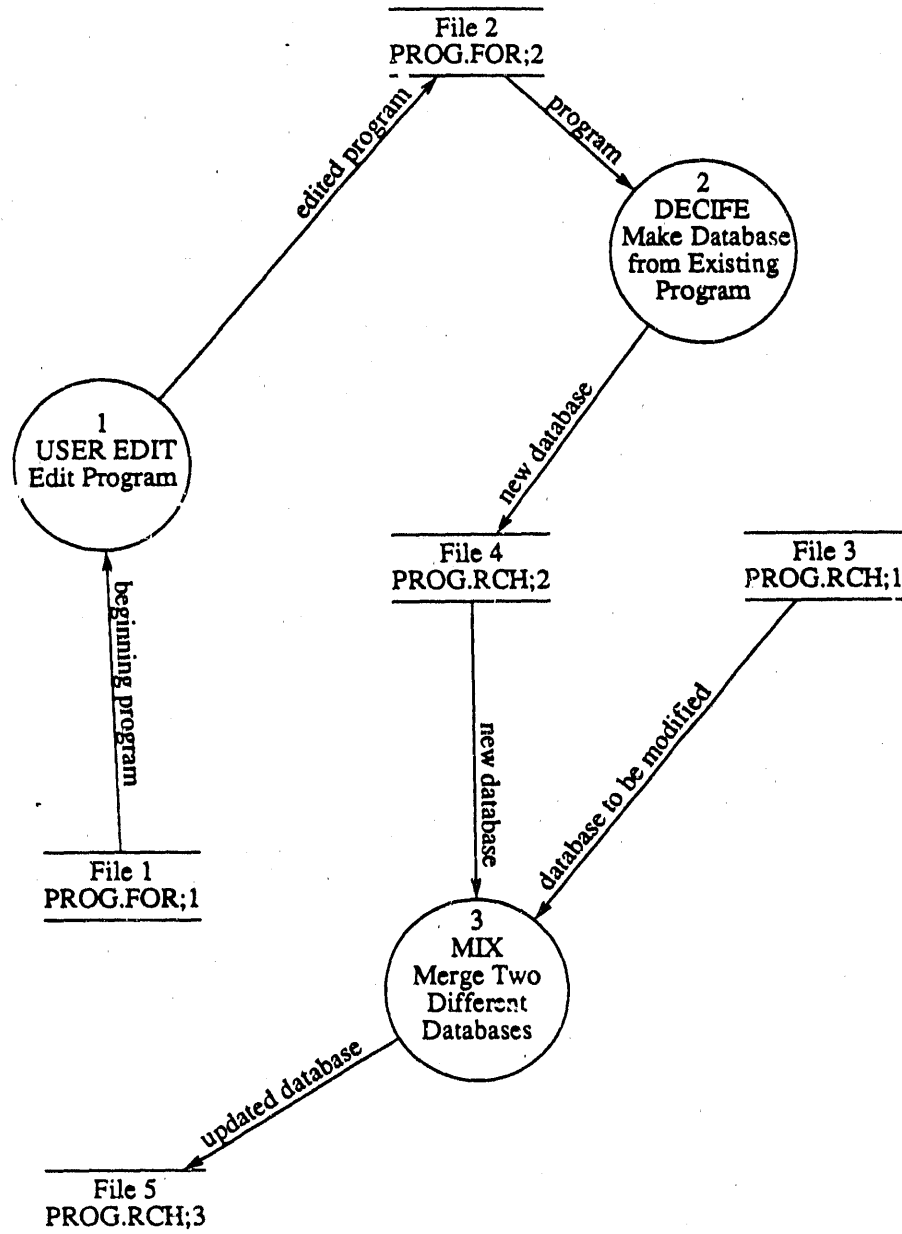 File 2
PROG.FOR;2
edited program
program
2
DECIFE
Make Database
from Existing
Program
1
USER EDIT
Edit Program
new database
File 4
PROG.RCH;2
File 3
PROG.RCH;1
beginning program
new database
database to be modified
File 1
PROG.FOR;1
3
MIX
Merge Two
Different
Databases
updated database
File 5
PROG.RCH;3